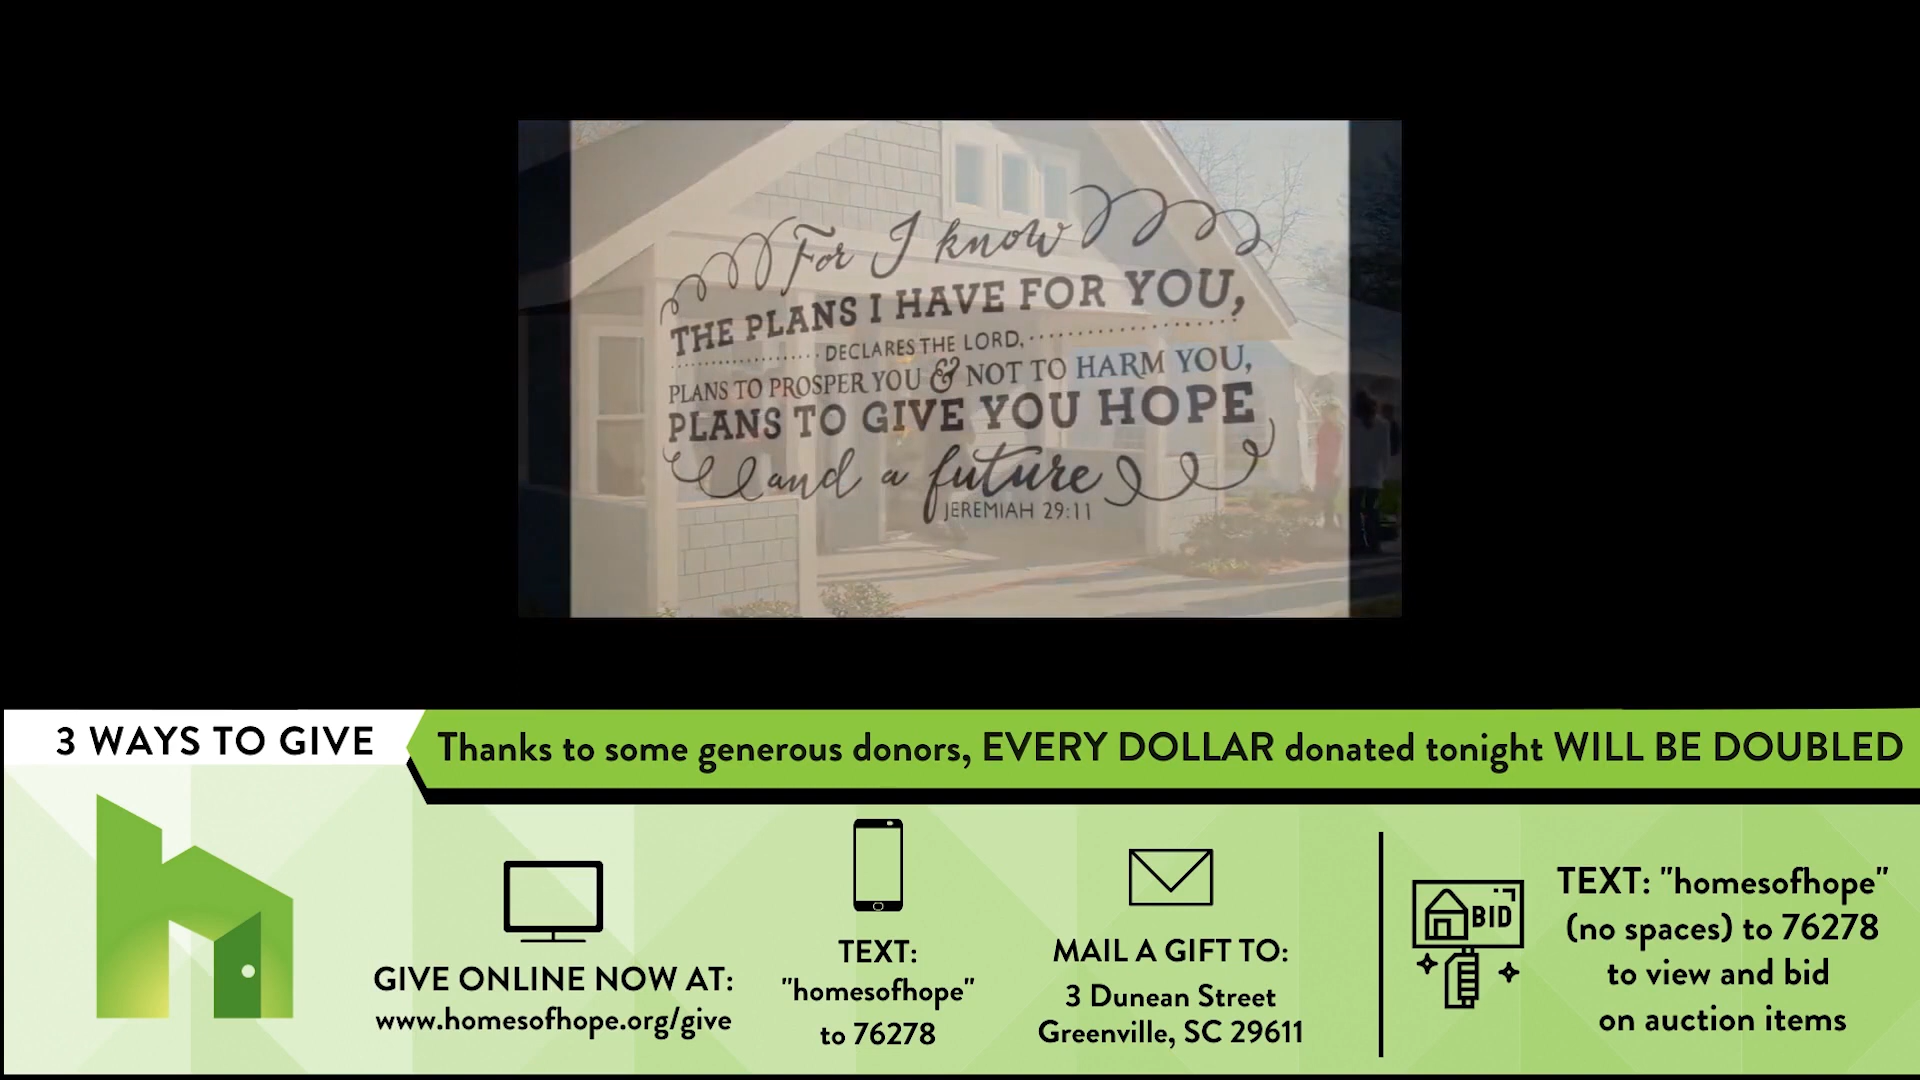 For I know
THE PLANS I HAVE FOR YOU,
DECLARES THE LORD,
PLANS TO PROSPER YOU & NOT TO HARM YOU,
PLANS TO GIVE YOU HOPE
and a future
JEREMIAH 29:11
3 WAYS TO GIVE
Thanks to some generous donors, EVERY DOLLAR donated tonight WILL BE DOUBLED
GIVE ONLINE NOW AT:
www.homesofhope.org/give
TEXT:
"homesofhope"
to 76278
MAIL A GIFT TO:
3 Dunean Street
Greenville, SC 29611
BID
TEXT: "homesofhope"
(no spaces) to 76278
to view and bid
on auction items